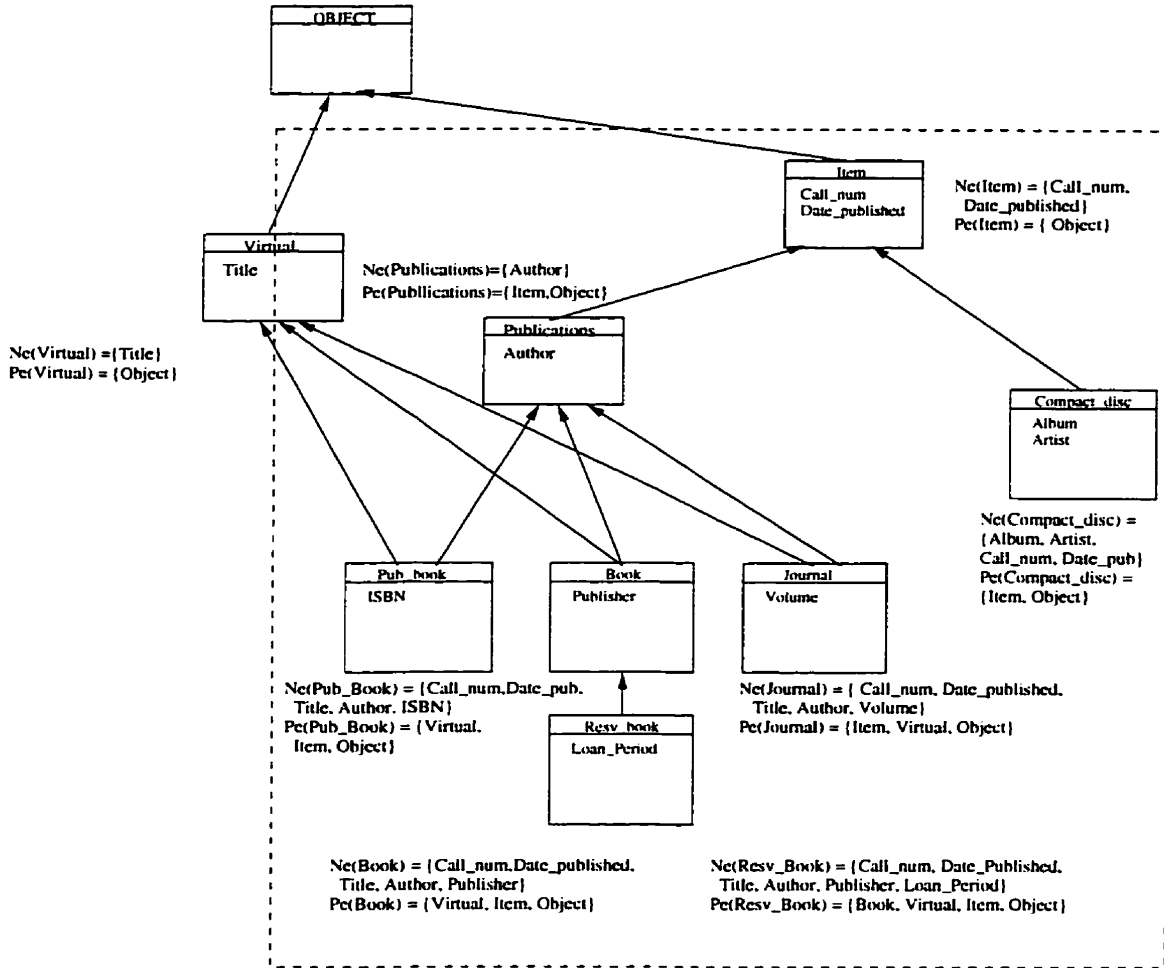 OBJECT
Item
Call_num
Date_published
Ne(Item) = {Call_num,
Date_published}
Pe(Item) = { Object}
Virtual
Title
Ne(Publications)={Author}
Pe(Publlications)={Item,Object}
Publications
Author
Ne(Virtual) ={Title}
Pe(Virtual) = {Object}
Compact_disc
Album
Artist
Ne(Compact_disc) =
{Album, Artist,
Call_num, Date_pub}
Pe(Compact_disc) =
{Item, Object}
Pub_book
ISBN
Book
Publisher
Journal
Volume
Ne(Pub_Book) = {Call_num,Date_pub,
Title, Author, ISBN}
Pe(Pub_Book) = {Virtual,
Item, Object}
Ne(Journal) = { Call_num, Date_published,
Title, Author, Volume}
Pe(Journal) = {Item, Virtual, Object}
Resv_book
Loan_Period
Ne(Book) = {Call_num,Date_published,
Title, Author, Publisher}
Pe(Book) = {Virtual, Item, Object}
Ne(Resv_Book) = {Call_num, Date_Published,
Title, Author, Publisher, Loan_Period}
Pe(Resv_Book) = {Book, Virtual, Item, Object}